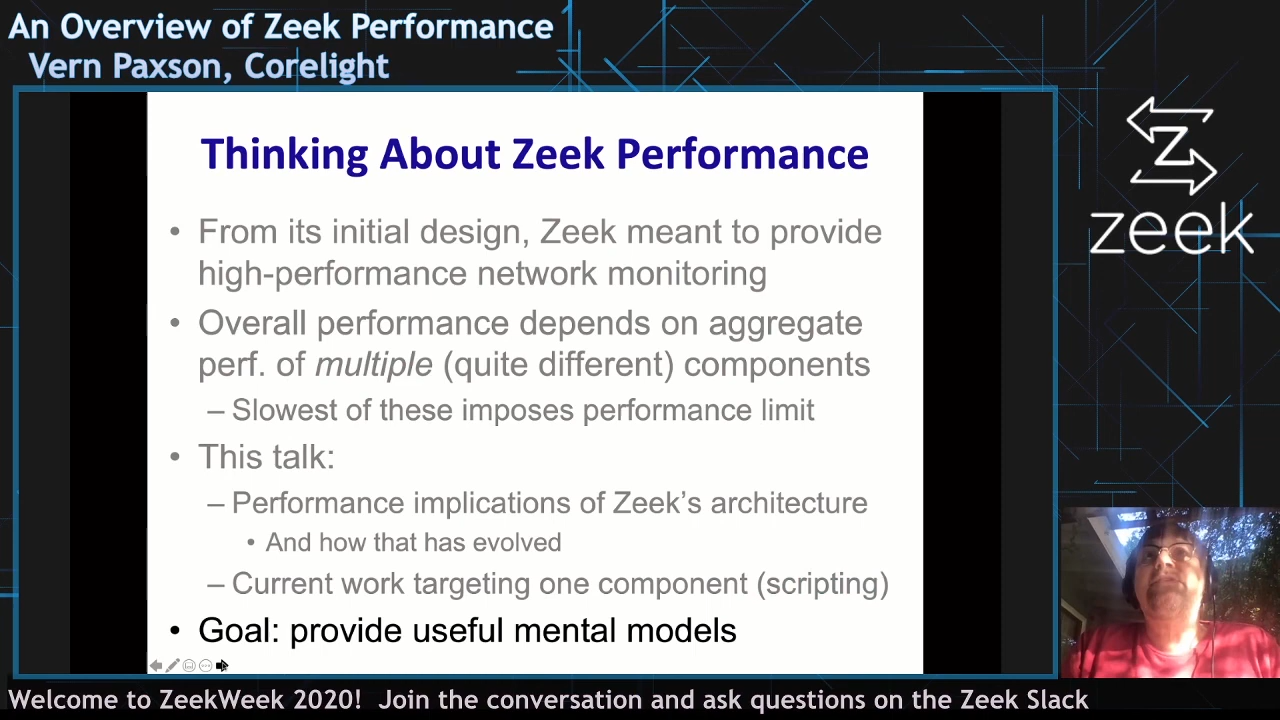 An Overview of Zeek Performance
Vern Paxson, Corelight
Thinking About Zeek Performance
• From its initial design, Zeek meant to provide
high-performance network monitoring
• Overall performance depends on aggregate
perf. of multiple (quite different) components
– Slowest of these imposes performance limit
• This talk:
– Performance implications of Zeek’s architecture
• And how that has evolved
– Current work targeting one component (scripting)
• Goal: provide useful mental models
Z
zeek
Welcome to ZeekWeek 2020!  Join the conversation and ask questions on the Zeek Slack